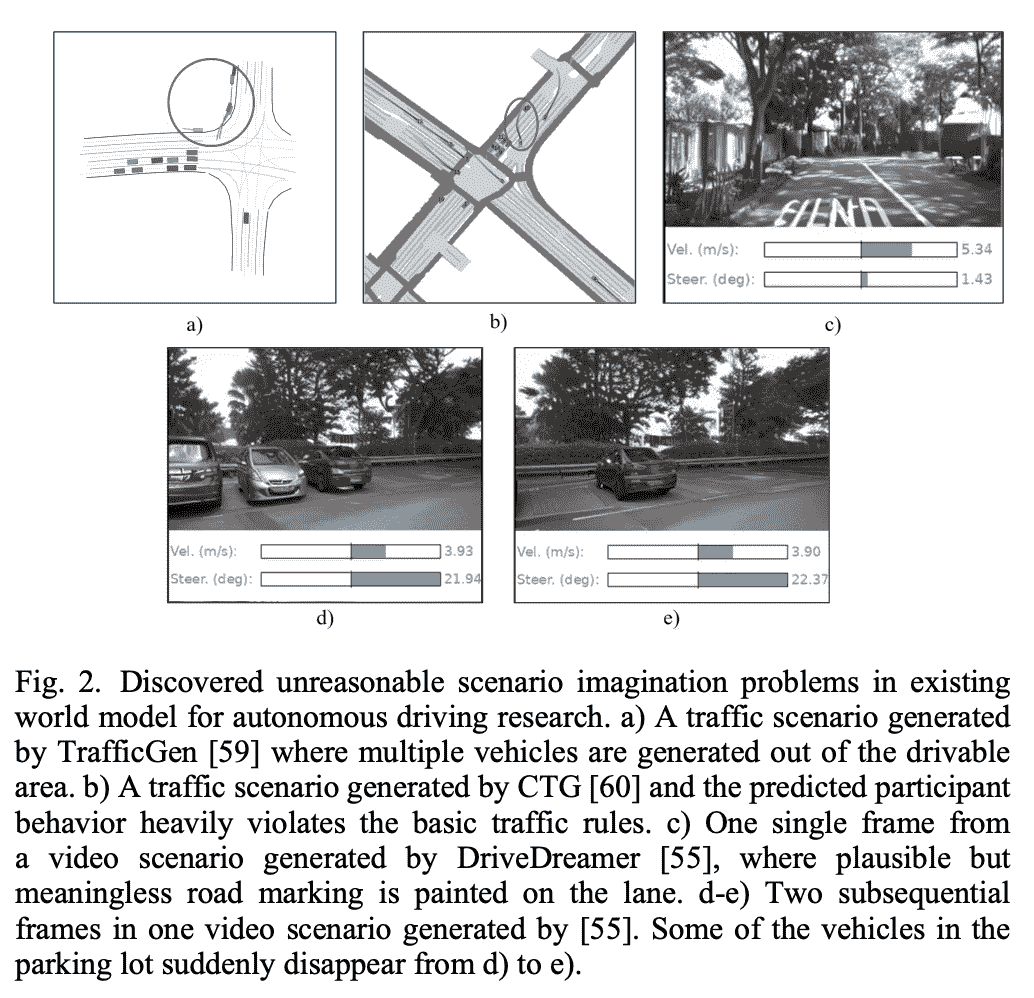 a)
b)
Vel. (m/s):
5.34
Steer. (deg):
1.43
c)
Vel. (m/s):
3.93
Steer. (deg):
21.94
d)
Vel. (m/s):
3.90
Steer. (deg):
22.37
e)
Fig. 2. Discovered unreasonable scenario imagination problems in existing
world model for autonomous driving research. a) A traffic scenario generated
by TrafficGen [59] where multiple vehicles are generated out of the drivable
area. b) A traffic scenario generated by CTG [60] and the predicted participant
behavior heavily violates the basic traffic rules. c) One single frame from
a video scenario generated by DriveDreamer [55], where plausible but
meaningless road marking is painted on the lane. d-e) Two subsequential
frames in one video scenario generated by [55]. Some of the vehicles in the
parking lot suddenly disappear from d) to e).